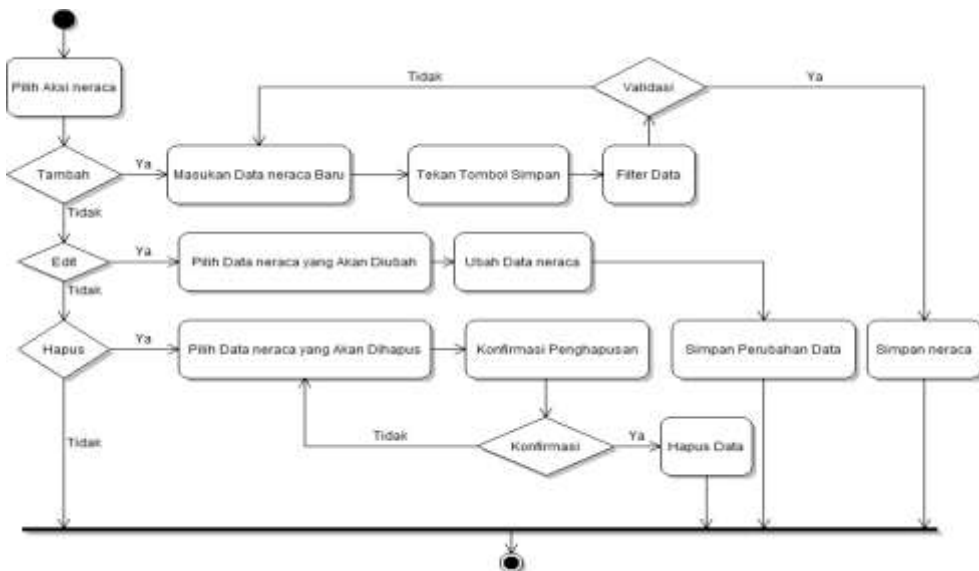 Pilih Aksi neraca
Tidak
Validasi
Ya
Tambah
Ya
Masukan Data neraca Baru
Tekan Tombol Simpan
Filter Data
Tidak
Edit
Ya
Pilih Data neraca yang Akan Diubah
Ubah Data neraca
Tidak
Hapus
Ya
Pilih Data neraca yang Akan Dihapus
Konfirmasi Penghapusan
Simpan Perubahan Data
Simpan neraca
Tidak
Tidak
Konfirmasi
Ya
Hapus Data